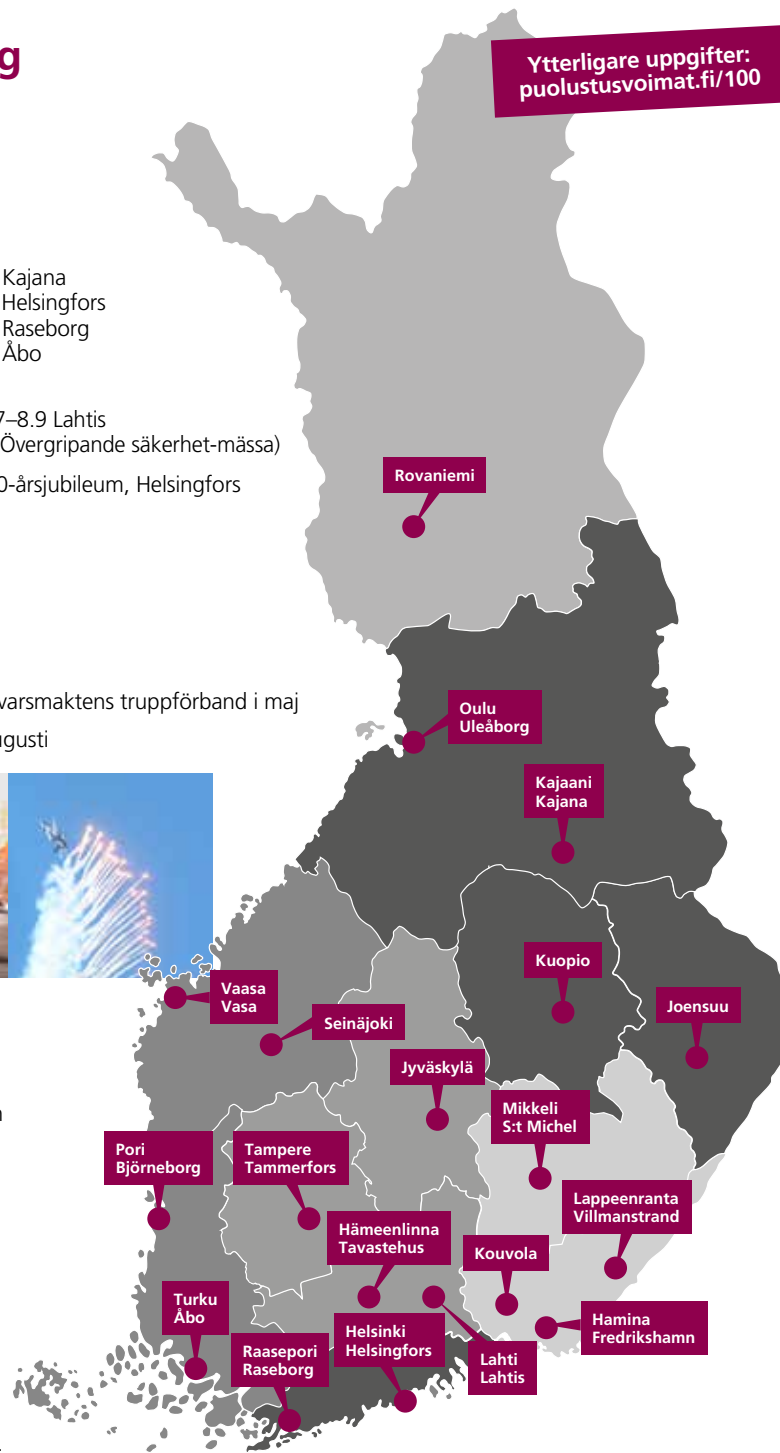 g
Ytterligare uppgifter:
puolustusvoimat.fi/100
Kajana
Helsingfors
Raseborg
Åbo
7–8.9 Lahtis
Övergripande säkerhet-mässa)
0-årsjubileum, Helsingfors
Rovaniemi
varsmaktens truppförband i maj
ugusti
Oulu
Uleåborg
Kajaani
Kajana
Kuopio
Joensuu
Vaasa
Vasa
Seinäjoki
Jyväskylä
Mikkeli
S:t Michel
Pori
Björneborg
Tampere
Tammerfors
Lappeenranta
Villmanstrand
Hämeenlinna
Tavastehus
Kouvola
Turku
Åbo
Hamina
Fredrikshamn
Helsinki
Helsingfors
Raasepori
Raseborg
Lahti
Lahtis